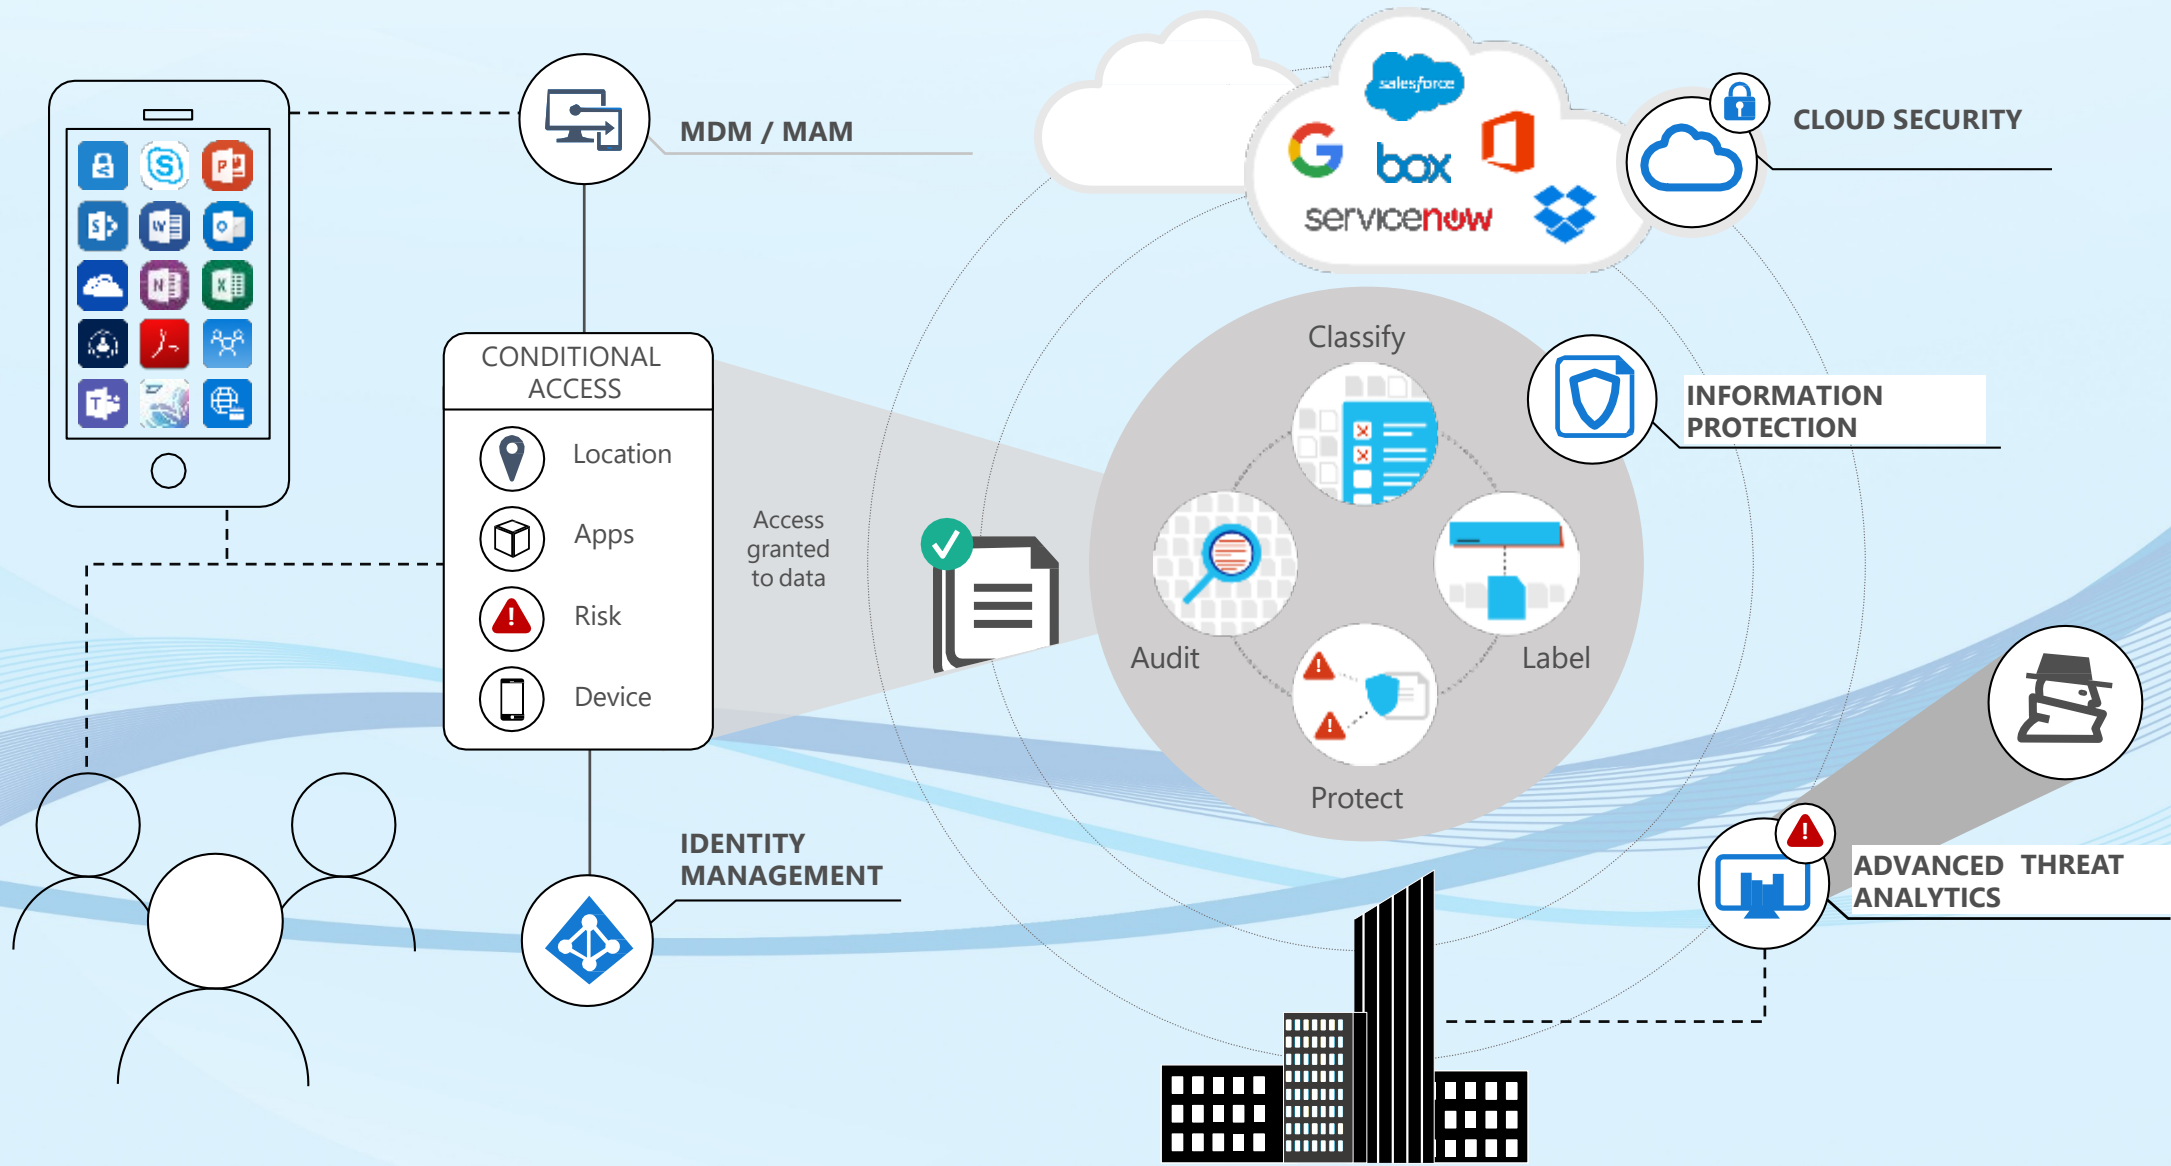 MDM / MAM
salesforce
G
box
servicenow
CLOUD SECURITY
S
P
S
W
O
N
X
T
CONDITIONAL
ACCESS
Location
Apps
Risk
Device
Access
granted
to data
Classify
Audit
Label
Protect
INFORMATION
PROTECTION
IDENTITY
MANAGEMENT
ADVANCED THREAT
ANALYTICS